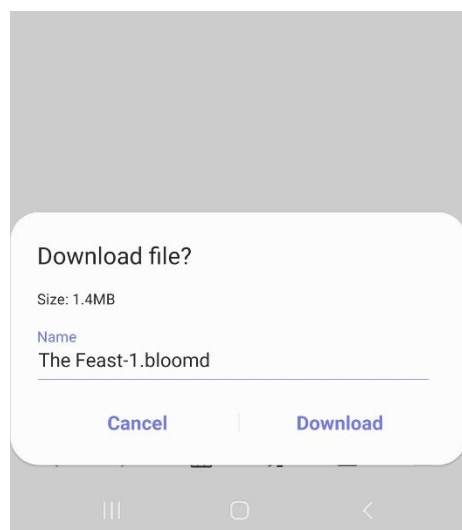 Download file?
Size: 1.4MB
Name
The Feast-1.bloomd
Cancel Download